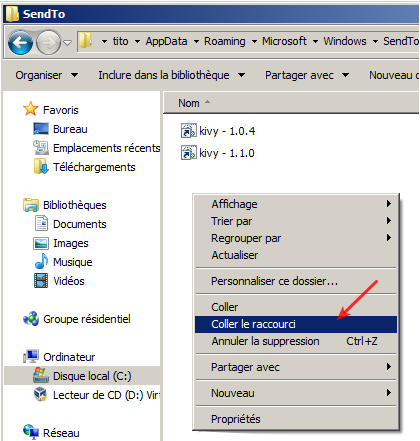 SendTo
tito ▸ AppData ▸ Roaming ▸ Microsoft ▸ Windows ▸ SendTo
Organiser
Inclure dans la bibliothèque
Partager avec
Nouveau
Nom
Favoris
Bureau
Emplacements récents
Téléchargements
Bibliothèques
Documents
Images
Musique
Vidéos
Groupe résidentiel
Ordinateur
Disque local (C:)
Lecteur de CD (D:) Virt
Réseau
kivy - 1.0.4
kivy - 1.1.0
Affichage
Trier par
Regrouper par
Actualiser
Personnaliser ce dossier...
Coller
Coller le raccourci
Annuler la suppression Ctrl+Z
Partager avec
Nouveau
Propriétés